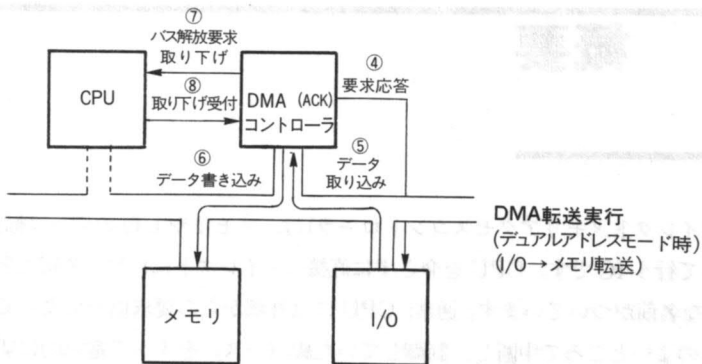 ⑦
バス解放要求
取り下げ
⑧
取り下げ受付
CPU
DMA (ACK)
コントローラ
④
要求応答
⑥
データ書き込み
⑤
データ
取り込み
DMA転送実行
(デュアルアドレスモード時)
(I/O→メモリ転送)
メモリ
I/O